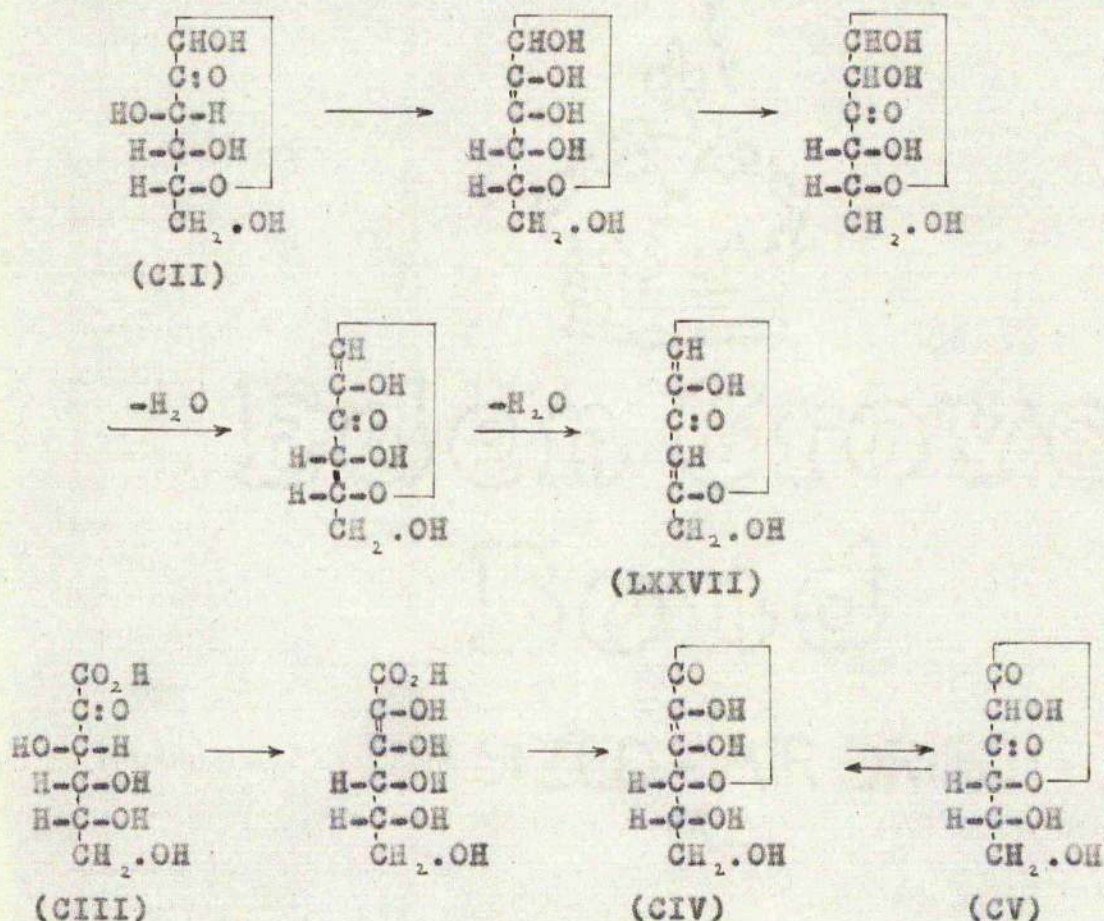 CHOH CHOH CHOH
C:O C-OH CHOH
HO-C-H C-OH C:O
H-C-OH H-C-OH H-C-OH
H-C-O H-C-O H-C-O
CH₂.OH CH₂.OH CH₂.OH
(CII)
CH CH
-H₂O C-OH -H₂O C-OH
C:O C:O
H-C-OH CH
H-C-O C-O
CH₂.OH CH₂.OH
(LXXVII)
CO₂H CO₂H CO CO
C:O C-OH C-OH CHOH
HO-C-H C-OH C-OH C:O
H-C-OH H-C-OH H-C-O H-C-O
H-C-OH H-C-OH H-C-OH H-C-OH
CH₂.OH CH₂.OH CH₂.OH CH₂.OH
(CIII) (CIV) (CV)